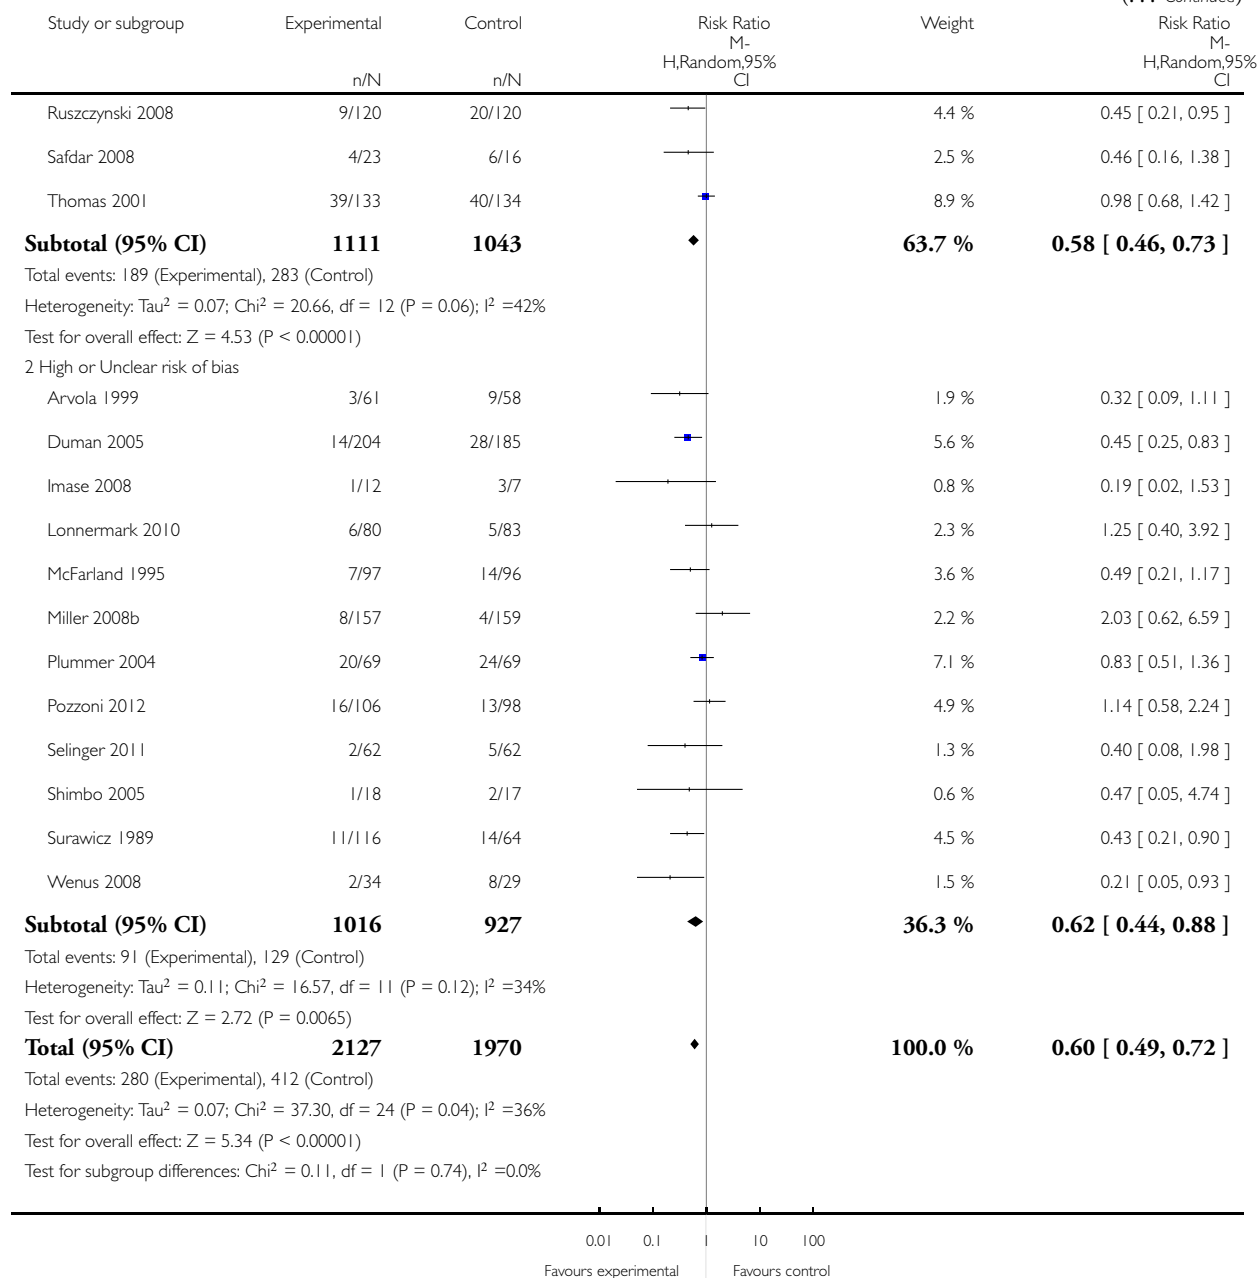 Continued)
Study or subgroup Experimental Control Risk Ratio Weight Risk Ratio
M- M-
H,Random,95% H,Random,95%
n/N n/N CI CI
Ruszczynski 2008 9/120 20/120 4.4 % 0.45 [ 0.21, 0.95 ]
Safdar 2008 4/23 6/16 2.5 % 0.46 [ 0.16, 1.38 ]
Thomas 2001 39/133 40/134 8.9 % 0.98 [ 0.68, 1.42 ]
Subtotal (95% CI) 1111 1043 63.7 % 0.58 [ 0.46, 0.73 ]
Total events: 189 (Experimental), 283 (Control)
Heterogeneity: Tau² = 0.07; Chi² = 20.66, df = 12 (P = 0.06); I² =42%
Test for overall effect: Z = 4.53 (P < 0.00001)
2 High or Unclear risk of bias
Arvola 1999 3/61 9/58 1.9 % 0.32 [ 0.09, 1.11 ]
Duman 2005 14/204 28/185 5.6 % 0.45 [ 0.25, 0.83 ]
Imase 2008 1/12 3/7 0.8 % 0.19 [ 0.02, 1.53 ]
Lonnermark 2010 6/80 5/83 2.3 % 1.25 [ 0.40, 3.92 ]
McFarland 1995 7/97 14/96 3.6 % 0.49 [ 0.21, 1.17 ]
Miller 2008b 8/157 4/159 2.2 % 2.03 [ 0.62, 6.59 ]
Plummer 2004 20/69 24/69 7.1 % 0.83 [ 0.51, 1.36 ]
Pozzoni 2012 16/106 13/98 4.9 % 1.14 [ 0.58, 2.24 ]
Selinger 2011 2/62 5/62 1.3 % 0.40 [ 0.08, 1.98 ]
Shimbo 2005 1/18 2/17 0.6 % 0.47 [ 0.05, 4.74 ]
Surawicz 1989 11/116 14/64 4.5 % 0.43 [ 0.21, 0.90 ]
Wenus 2008 2/34 8/29 1.5 % 0.21 [ 0.05, 0.93 ]
Subtotal (95% CI) 1016 927 36.3 % 0.62 [ 0.44, 0.88 ]
Total events: 91 (Experimental), 129 (Control)
Heterogeneity: Tau² = 0.11; Chi² = 16.57, df = 11 (P = 0.12); I² =34%
Test for overall effect: Z = 2.72 (P = 0.0065)
Total (95% CI) 2127 1970 100.0 % 0.60 [ 0.49, 0.72 ]
Total events: 280 (Experimental), 412 (Control)
Heterogeneity: Tau² = 0.07; Chi² = 37.30, df = 24 (P = 0.04); I² =36%
Test for overall effect: Z = 5.34 (P < 0.00001)
Test for subgroup differences: Chi² = 0.11, df = 1 (P = 0.74), I² =0.0%
0.01 0.1 1 10 100
Favours experimental Favours control